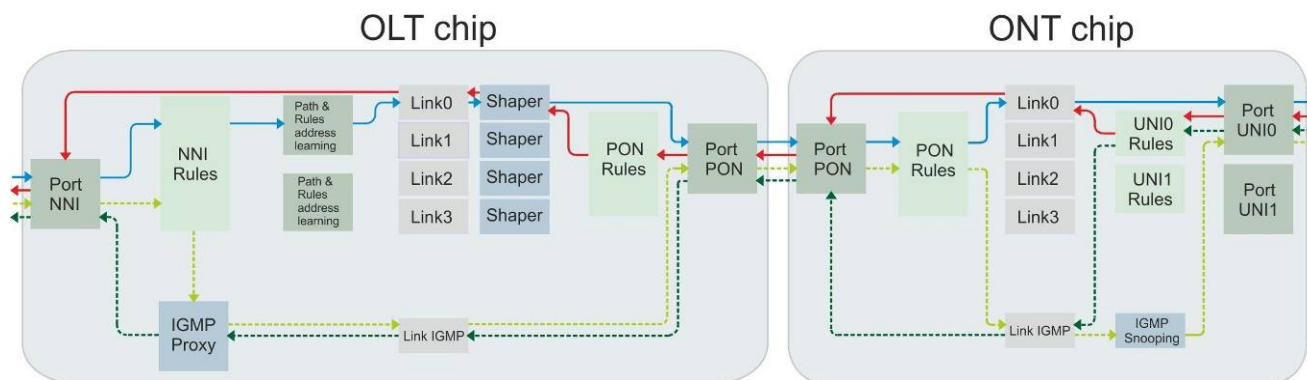 OLT chip
ONT chip
Port
NNI
NNI
Rules
Path &
Rules
address
learning
Path &
Rules
address
learning
Link0
Link1
Link2
Link3
Shaper
Shaper
Shaper
Shaper
PON
Rules
Port
PON
IGMP
Proxy
Link IGMP
Port
PON
PON
Rules
Link0
Link1
Link2
Link3
UNI0
Rules
UNI1
Rules
Port
UNI0
Port
UNI1
Link IGMP
IGMP
Snooping